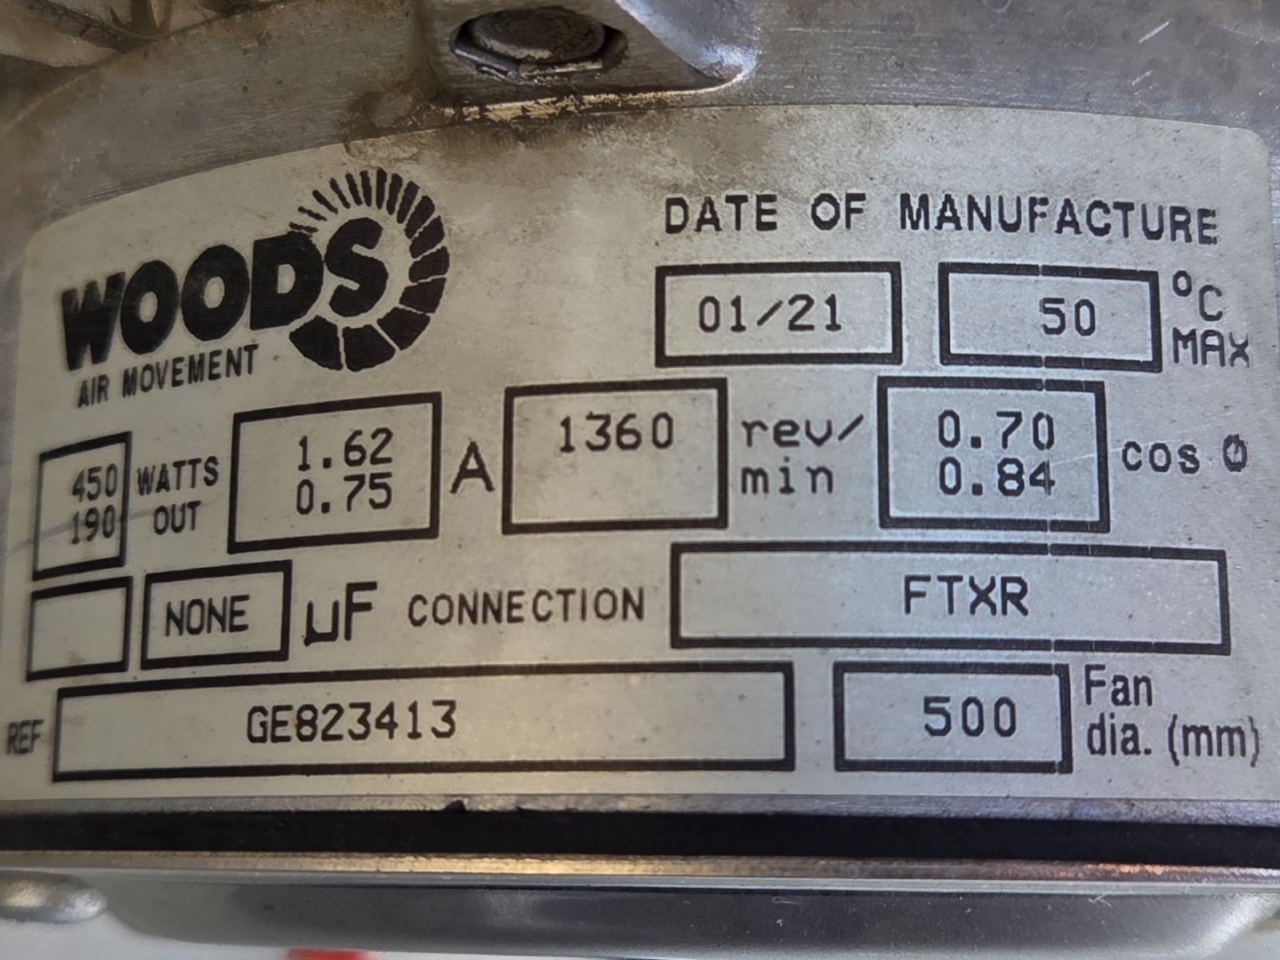 WOODS
AIR MOVEMENT
DATE OF MANUFACTURE
01/21 50 °C MAX
450 190 WATTS OUT 1.62 0.75 A 1360 rev/min 0.70 0.84 cos Ø
NONE µF CONNECTION FTXR
REF GE823413 500 Fan dia. (mm)